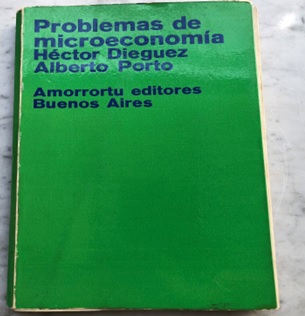 Problemas de
microeconomía
Héctor Dieguez
Alberto Porto
Amorrortu editores
Buenos Aires